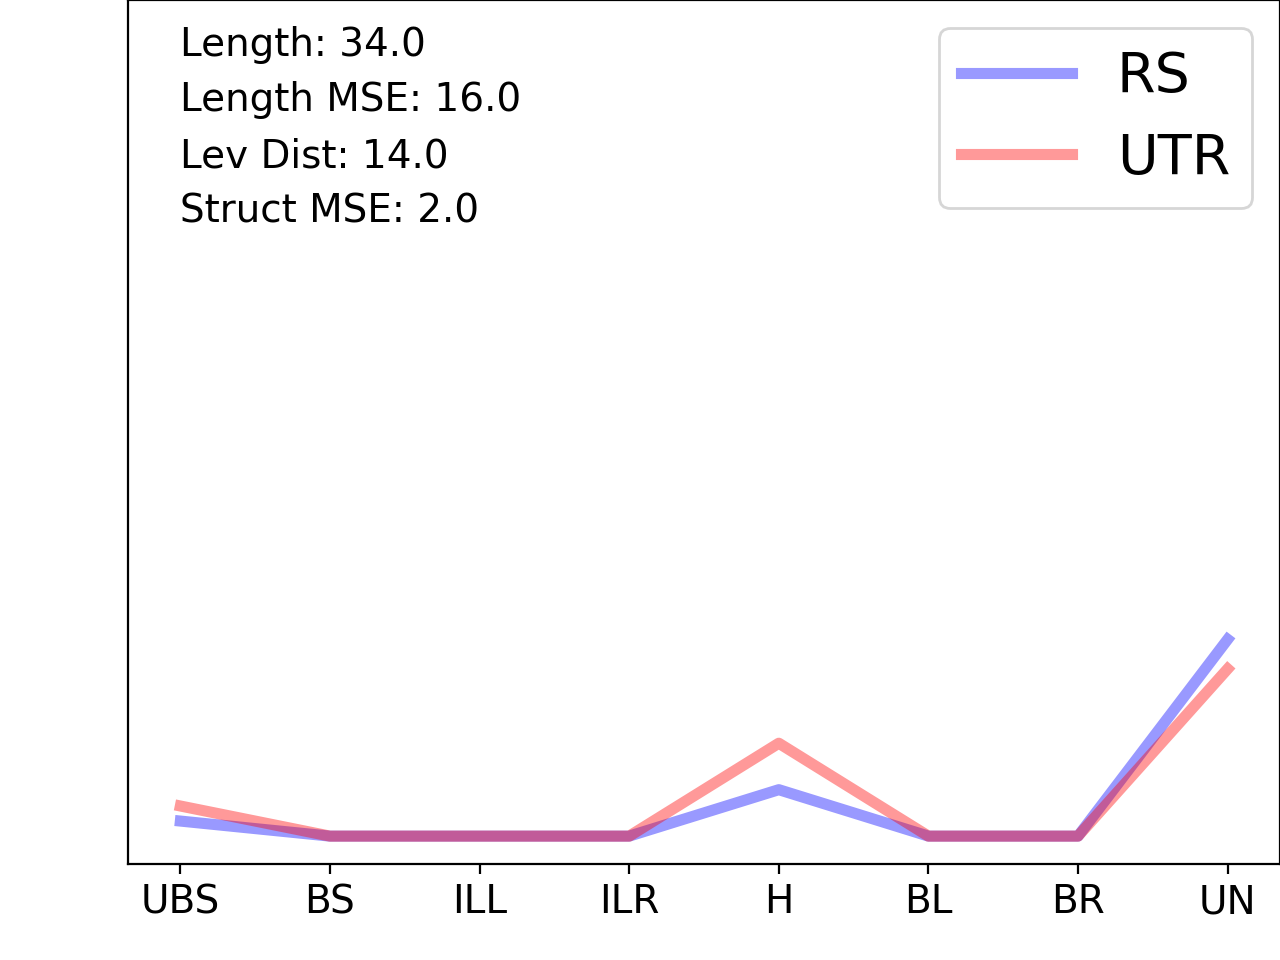 Length: 34.0
Length MSE: 16.0
Lev Dist: 14.0
Struct MSE: 2.0
RS
UTR
UBS BS ILL ILR H BL BR UN